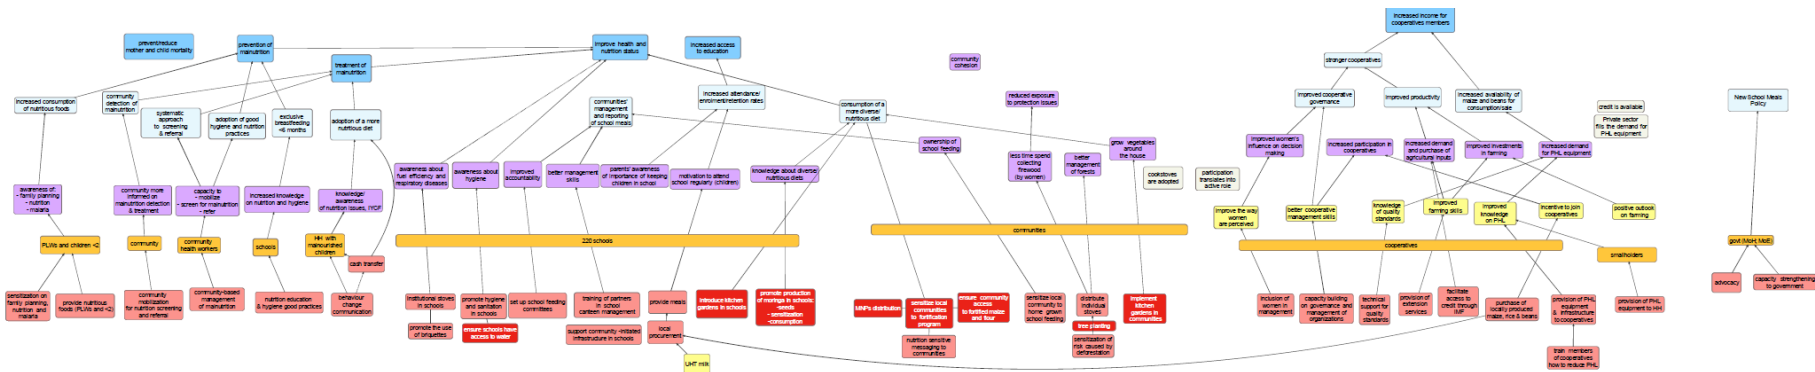 increased income for
cooperatives members
prevent/reduce
mother and child mortality
prevention of
malnutrition
improve health and
nutrition status
increased access
to education
treatment of
malnutrition
community
cohesion
stronger cooperatives
increased consumption
of nutritious foods
community
detection of
malnutrition
systematic
approach
to screening
& referral
adoption of good
hygiene and nutrition
practices
exclusive
breastfeeding
<6 months
adoption of a more
nutritious diet
communities'
management
and reporting
of school meals
increased attendance/
enrolment/retention rates
consumption of a
more diverse/
nutritious diet
reduced exposure
to protection issues
improved cooperative
governance
improved productivity
increased availability of
maize and beans for
consumption/sale
credit is available
Private sector
fills the demand for
PHL equipment
New School Meals
Policy
awareness of:
- family planning
- nutrition
- malaria
community more
informed on
malnutrition detection
& treatment
capacity to
- mobilize
- screen for malnutrition
- refer
increased knowledge
on nutrition and hygiene
knowledge/
awareness
of nutrition issues, IYCF
awareness about
fuel efficiency and
respiratory diseases
awareness about
hygiene
improved
accountability
better management
skills
parents' awareness
of importance of keeping
children in school
motivation to attend
school regularly (children)
knowledge about diverse/
nutritious diets
ownership of
school feeding
less time spend
collecting
firewood
(by women)
better
management
of forests
grow vegetables
around
the house
cookstoves
are adopted
participation
translates into
active role
improved women's
influence on decision
making
increased participation in
cooperatives
increased demand
and purchase of
agricultural inputs
improved investments
in farming
increased demand
for PHL equipment
improve the way
women
are perceived
better cooperative
management skills
knowledge
of quality
standards
improved
farming skills
improved
knowledge
on PHL
incentive to join
cooperatives
positive outlook
on farming
PLWs and children <2
community
community
health workers
schools
HH with
malnourished
children
cash transfer
220 schools
communities
cooperatives
smallholders
govt (MoH; MoE)
sensitization on
family planning,
nutrition and
malaria
provide nutritious
foods (PLWs and <2)
community
mobilization
for nutrition screening
and referral
community-based
management
of malnutrition
nutrition education
& hygiene good practices
behaviour
change
communication
institutional stoves
in schools
promote the use
of briquettes
promote hygiene
and sanitation
in schools
ensure schools have
access to water
set up school feeding
committees
training of partners
in school
canteen management
support community -initiated
infrastructure in schools
provide meals
local
procurement
UHT milk
introduce kitchen
gardens in schools
promote production
of moringa in schools:
-seeds
- sensitization
-consumption
MNPs distribution
sensitize local
communities
to fortification
program
nutrition sensitive
messaging to
communities
ensure community
access
to fortified maize
and flour
sensitize local
community to
home grown
school feeding
distribute
individual
stoves
tree planting
sensitization of
risk caused by
deforestation
implement
kitchen
gardens in
communities
inclusion of
women in
management
capacity building
on governance and
management of
organizations
technical
support for
quality
standards
provision of
extension
services
facilitate
access to
credit through
IMF
purchase of
locally produced
maize, rice & beans
provision of PHL
equipment
& infrastructure
to cooperatives
train members
of cooperatives
how to reduce PHL
provision of PHL
equipment to HH
advocacy
capacity strengthening
to government